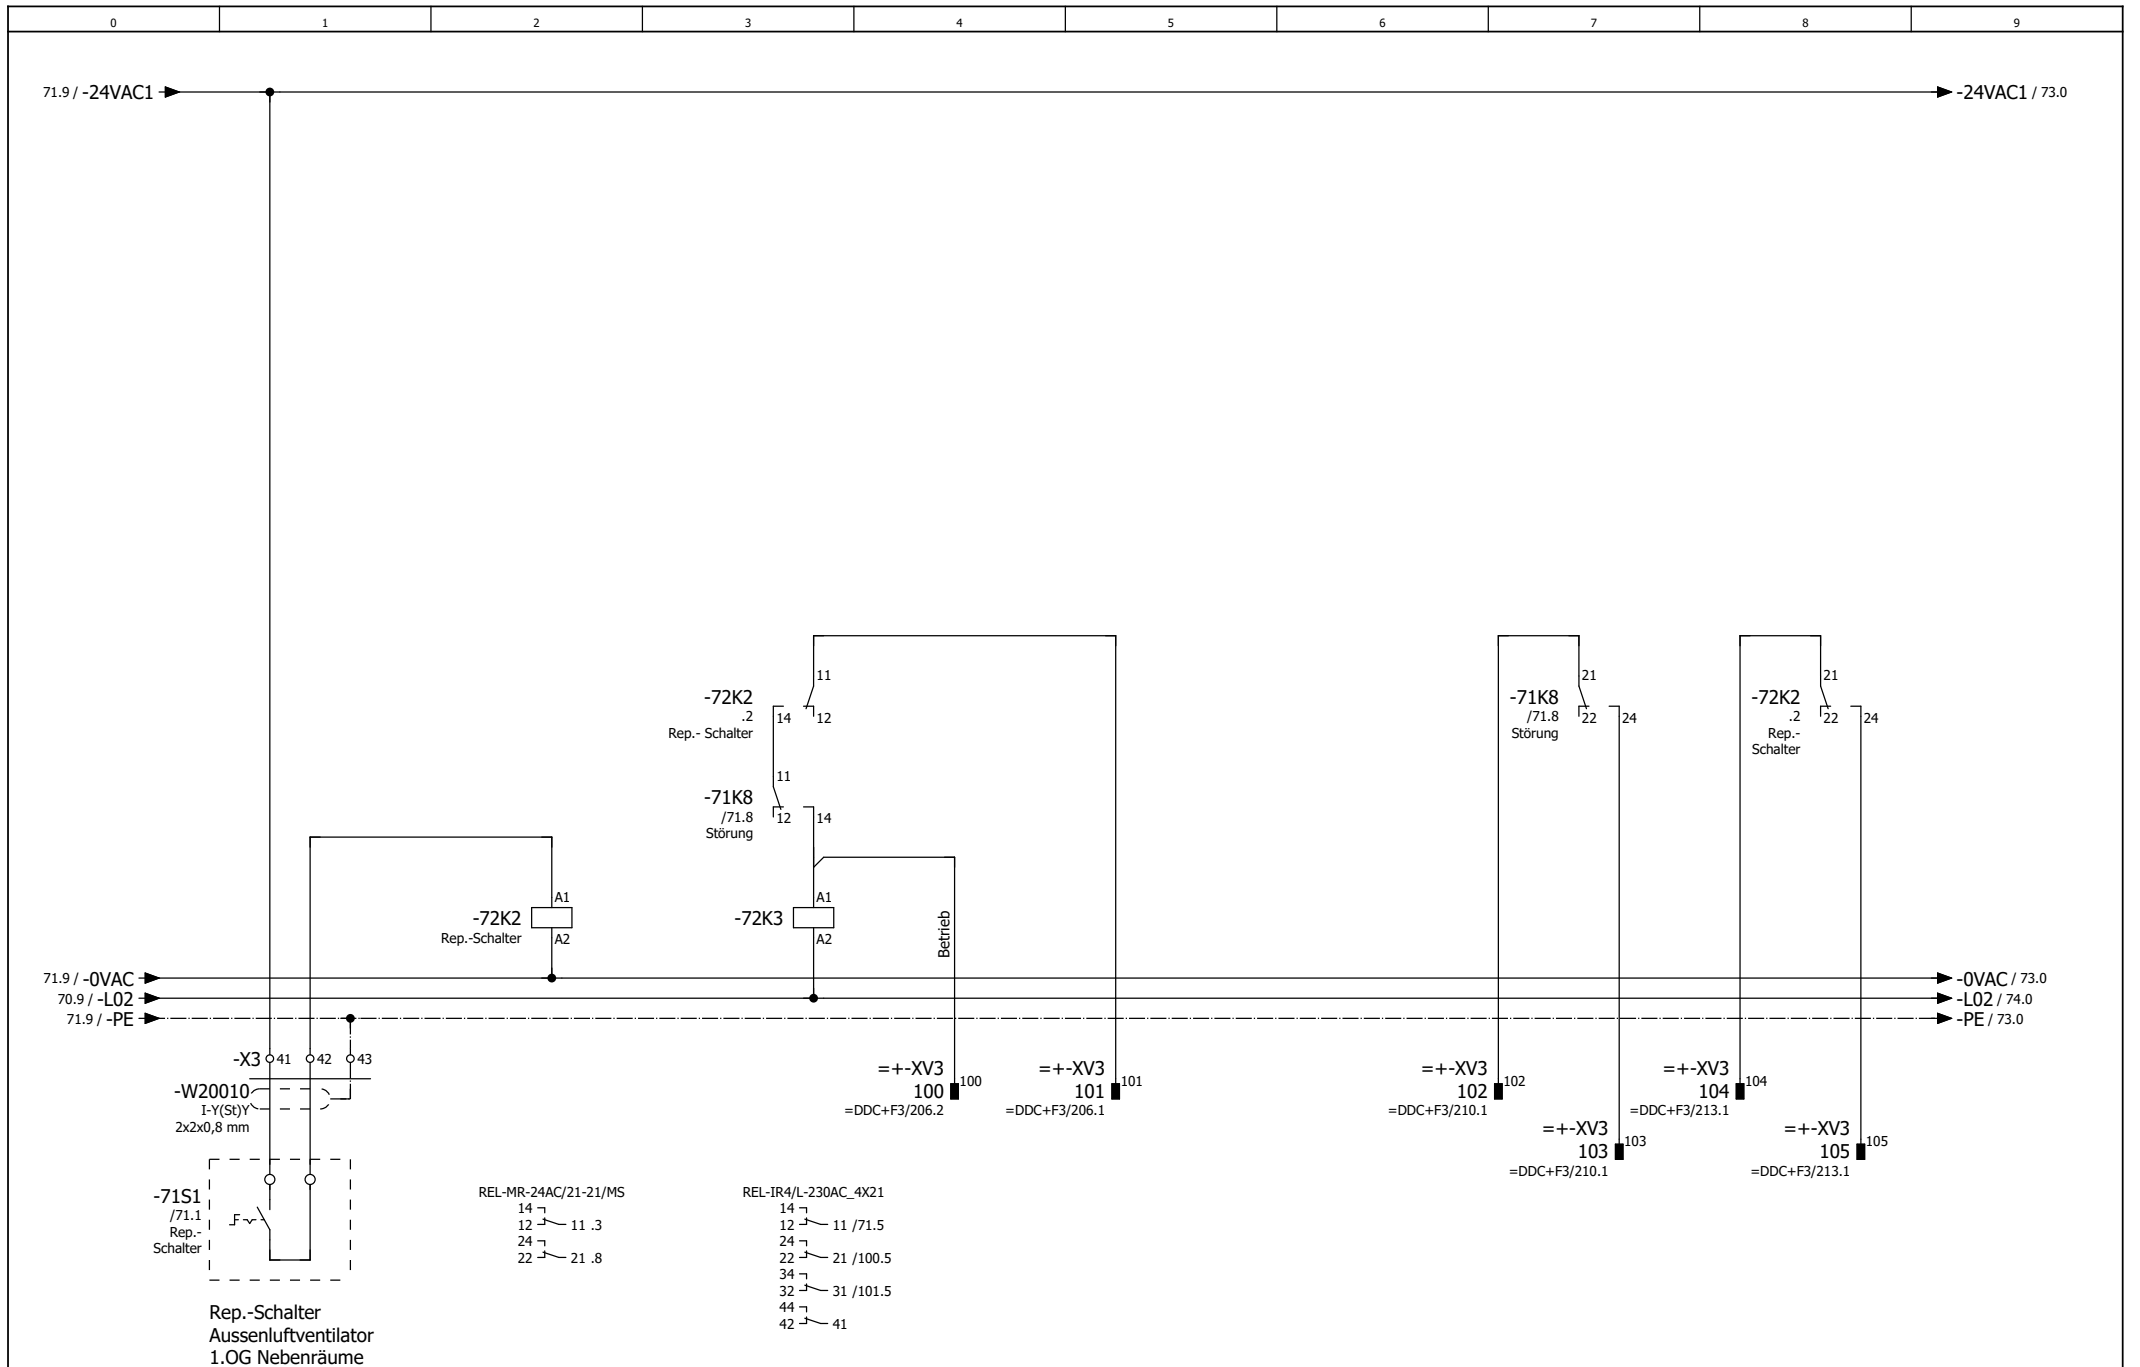 0 1 2 3 4 5 6 7 8 9
71.9 / -24VAC1
-24VAC1 / 73.0
11
-72K2
.2
Rep.- Schalter
14
12
11
-71K8
/71.8
Störung
12
14
21
-71K8
/71.8
Störung
22
24
21
-72K2
.2
Rep.-
Schalter
22
24
A1
-72K2
Rep.-Schalter
A2
A1
-72K3
A2
Betrieb
71.9 / -0VAC
-0VAC / 73.0
70.9 / -L02
-L02 / 74.0
71.9 / -PE
-PE / 73.0
-X3 41 42 43
-W20010
I-Y(St)Y
2x2x0,8 mm
=+-XV3
100 100
=DDC+F3/206.2
=+-XV3
101 101
=DDC+F3/206.1
=+-XV3
102 102
=DDC+F3/210.1
=+-XV3
103 103
=DDC+F3/210.1
=+-XV3
104 104
=DDC+F3/213.1
=+-XV3
105 105
=DDC+F3/213.1
-71S1
/71.1
Rep.-
Schalter
Rep.-Schalter
Aussenluftventilator
1.OG Nebenräume
REL-MR-24AC/21-21/MS
14
12 11 .3
24
22 21 .8
REL-IR4/L-230AC_4X21
14
12 11 /71.5
24
22 21 /100.5
34
32 31 /101.5
44
42 41